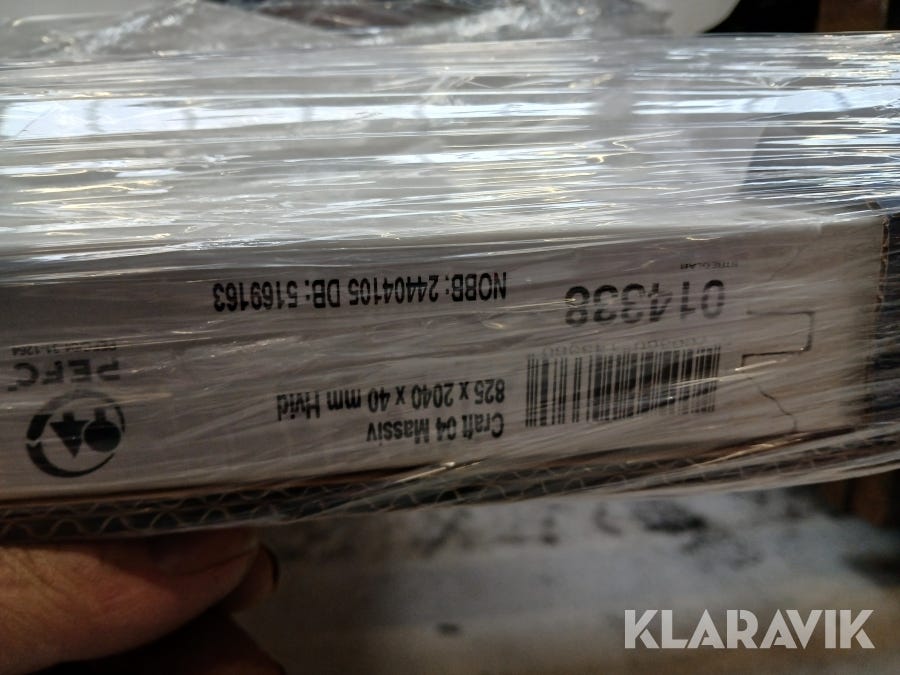 Craft 04 Massiv
825 x 2040 x 40 mm Hvid
014338
NOBB: 24404105 DB: 5169163
PEFC
KLARAVIK